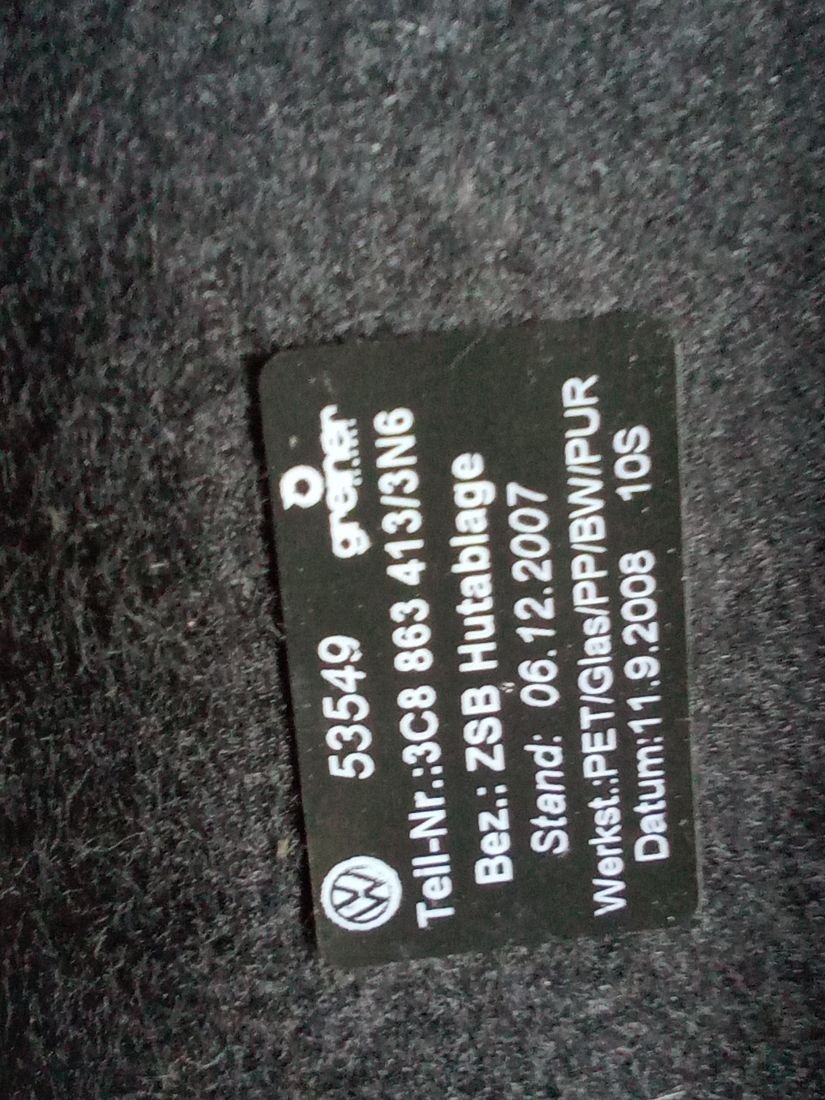 53549 greiner
Teil-Nr.:3C8 863 413/3N6
Bez.: ZSB Hutablage
Stand: 06.12.2007
Werkst.:PET/Glas/PP/BW/PUR
Datum:11.9.2008 10S